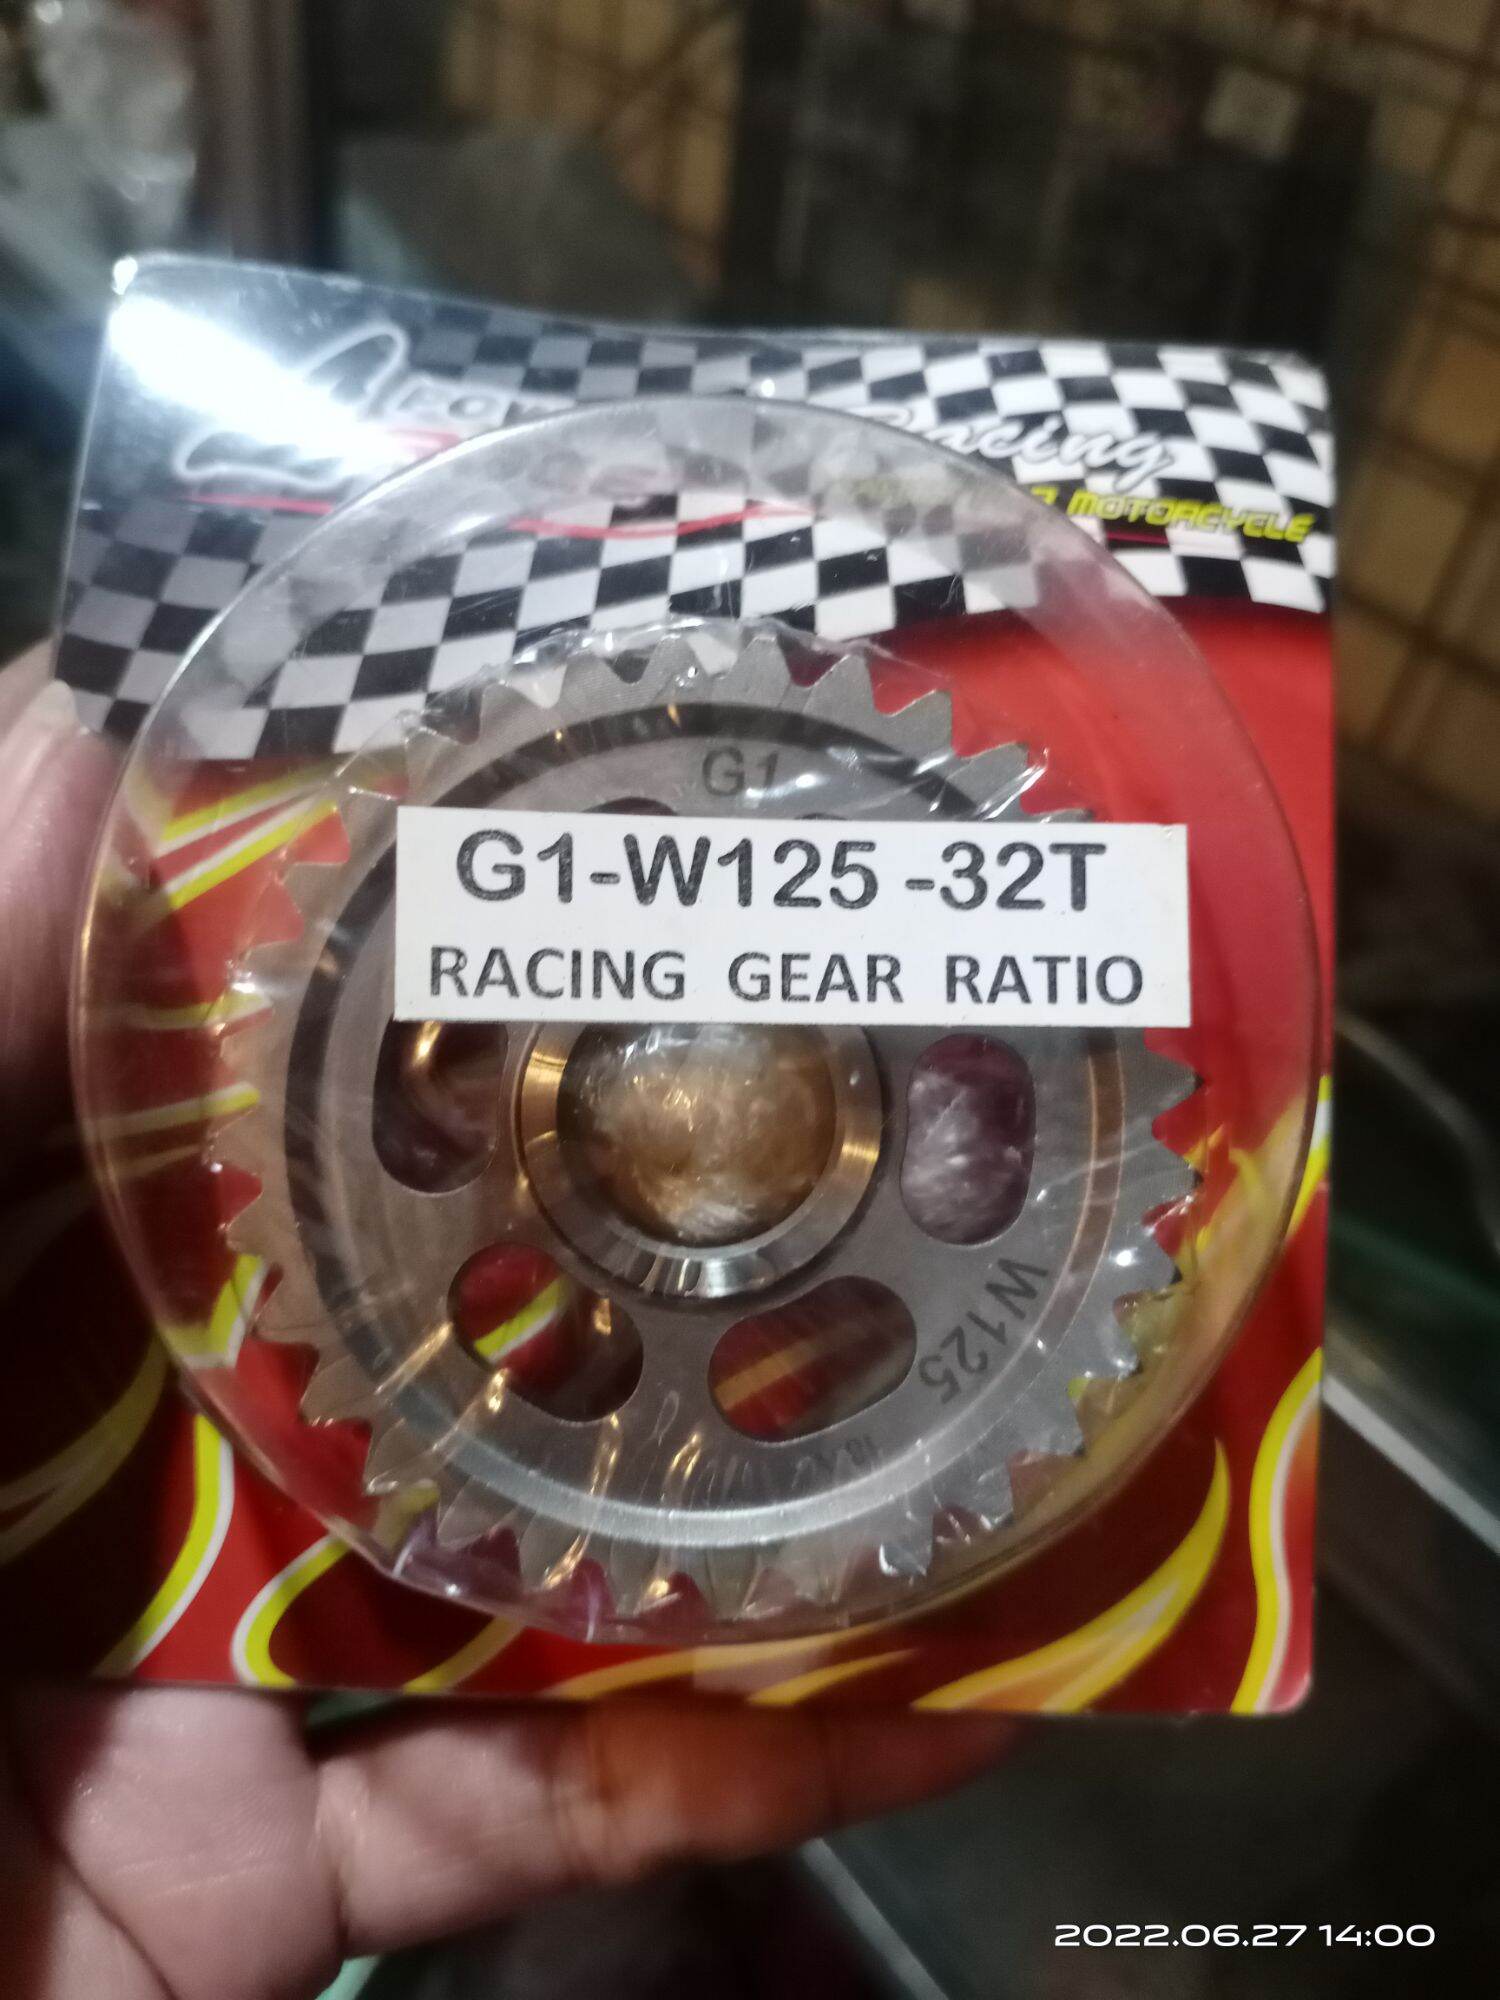 Racing
MOTORCYCLE
G1
G1-W125 -32T
RACING GEAR RATIO
W125
2022.06.27 14:00